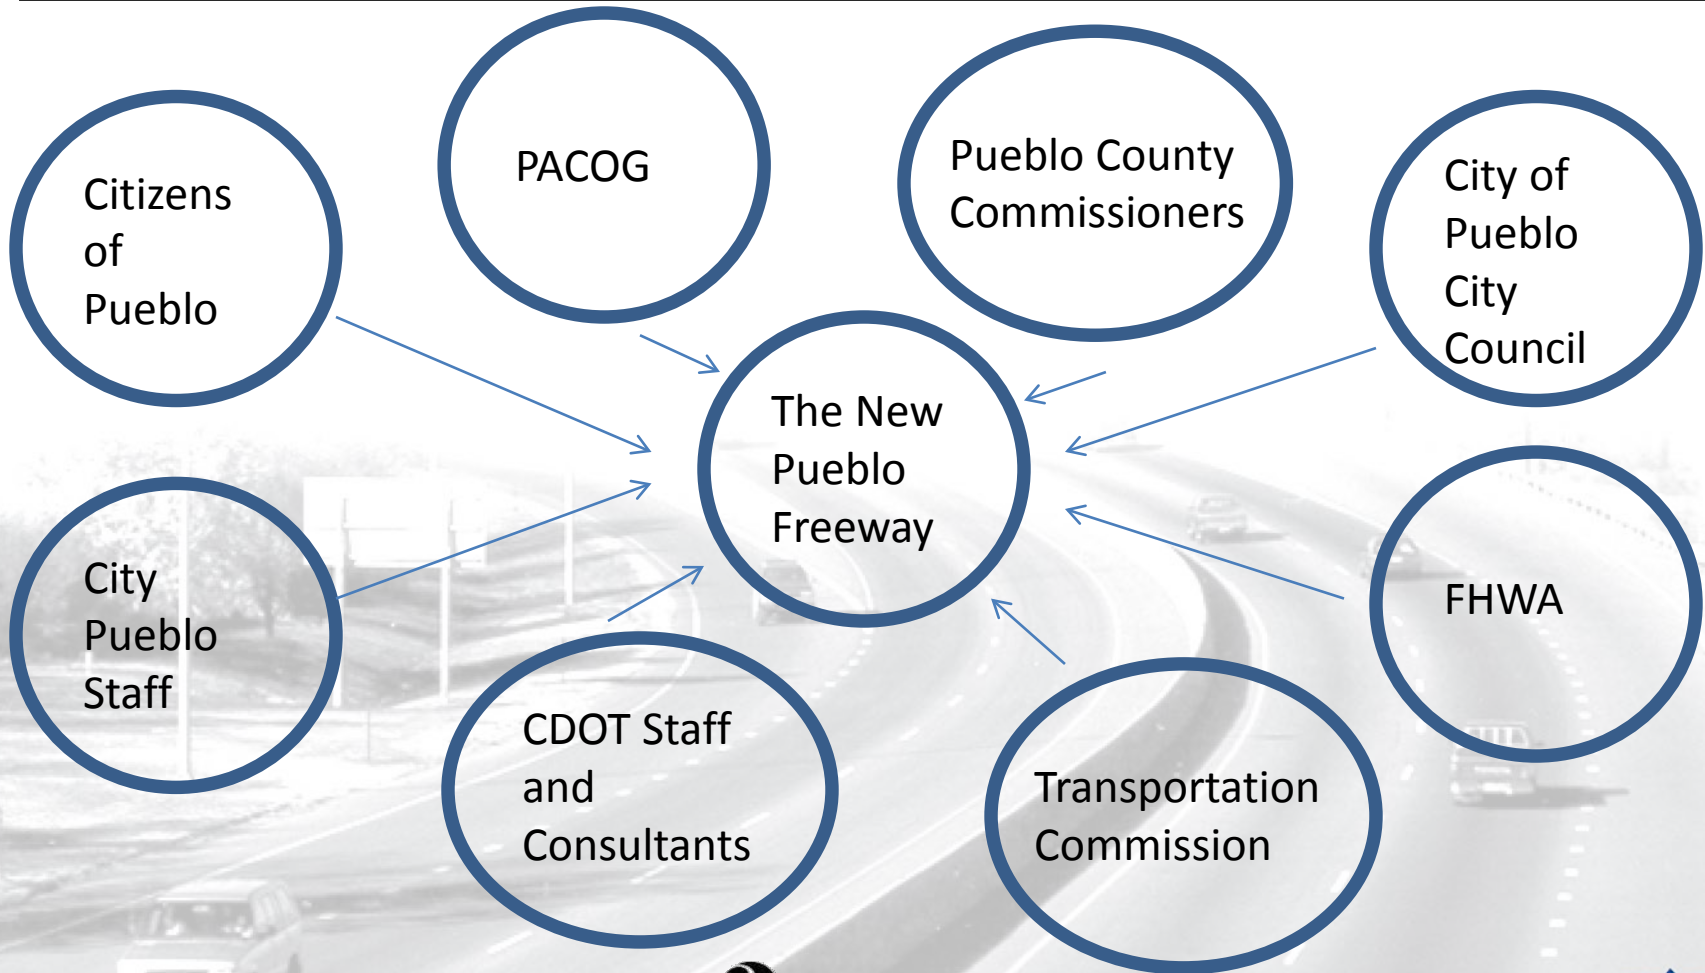 Citizens
of
Pueblo
PACOG
Pueblo County
Commissioners
City of
Pueblo
City
Council
The New
Pueblo
Freeway
City
Pueblo
Staff
CDOT Staff
and
Consultants
Transportation
Commission
FHWA